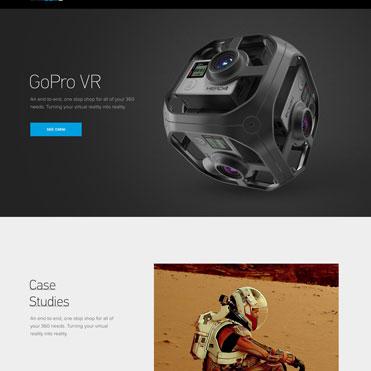 GoPro VR
An end-to-end, one stop shop for all of your 360
needs. Turning your virtual reality into reality.
HERO4
Case
Studies
An end-to-end, one stop shop for all of your
360 needs. Turning your virtual
reality into reality.